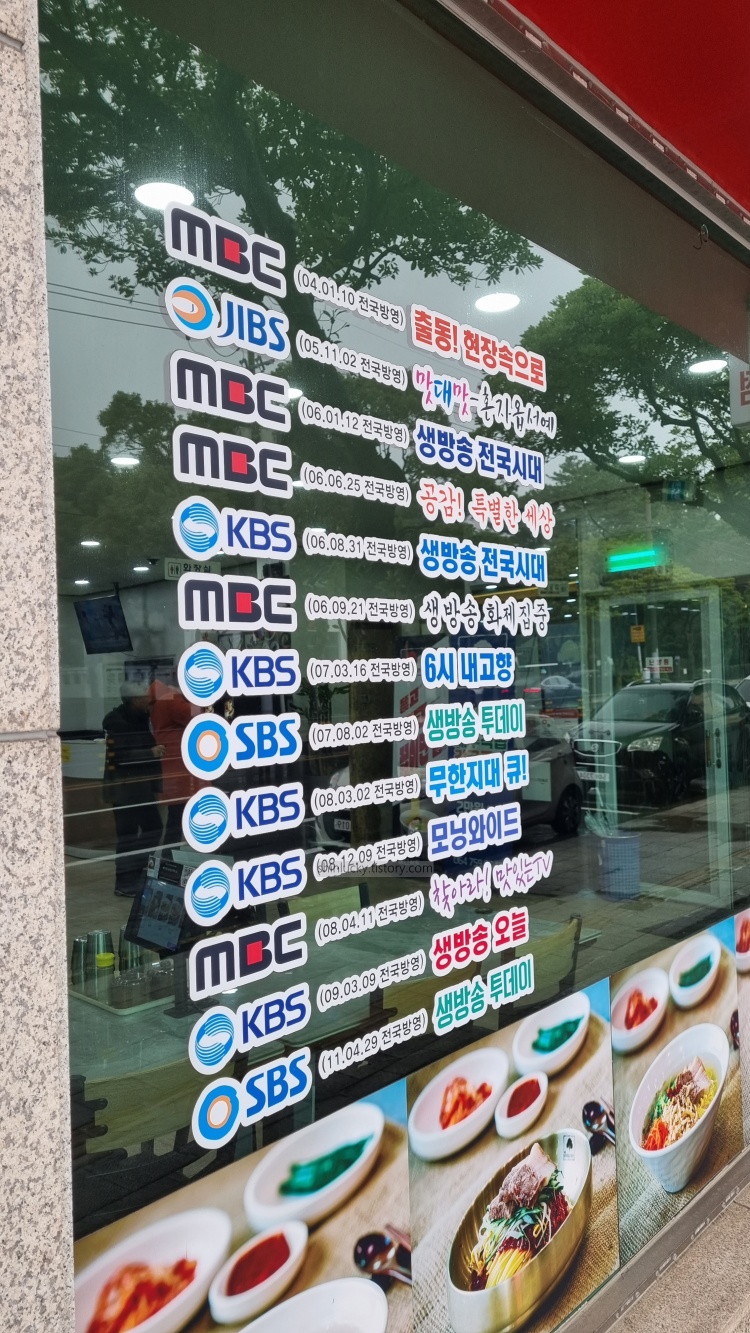 MBC (04.01.10 전국방영) 출동! 현장속으로
JIBS (05.11.02 전국방영) 맛대맛-혼자옵서예
MBC (06.01.12 전국방영) 생방송 전국시대
MBC (06.06.25 전국방영) 공감! 특별한 세상
KBS (06.08.31 전국방영) 생방송 전국시대
MBC (06.09.21 전국방영) 생방송 화제집중
KBS (07.03.16 전국방영) 6시 내고향
SBS (07.08.02 전국방영) 생방송 투데이
KBS (08.03.02 전국방영) 무한지대 큐!
KBS (08.12.09 전국방영) 모닝와이드
MBC (08.04.11 전국방영) 찾아라! 맛있는TV
KBS (09.03.09 전국방영) 생방송 오늘
SBS (11.04.29 전국방영) 생방송 투데이
화장실